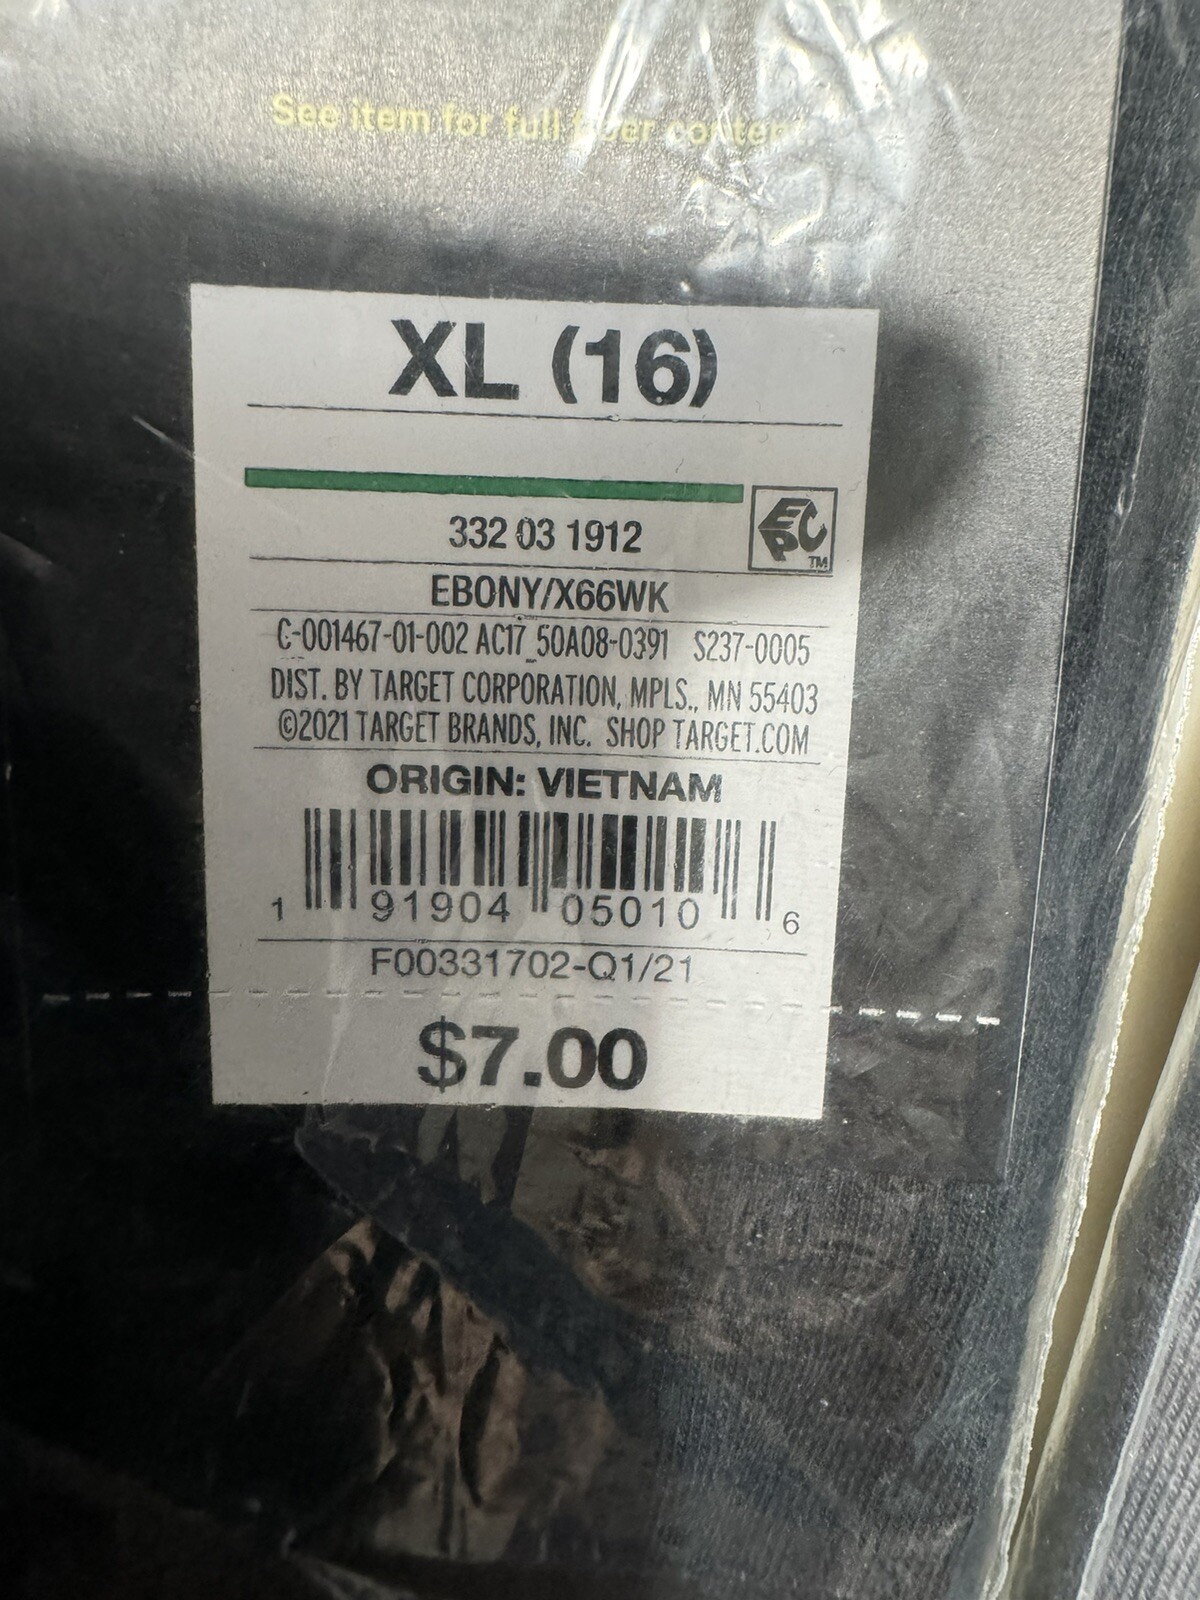 See item for full fiber content
XL (16)
332 03 1912
EPC
TM
EBONY/X66WK
C-001467-01-002 AC17_50A08-0391 S237-0005
DIST. BY TARGET CORPORATION, MPLS., MN 55403
©2021 TARGET BRANDS, INC. SHOP TARGET.COM
ORIGIN: VIETNAM
1 91904 05010 6
F00331702-Q1/21
$7.00